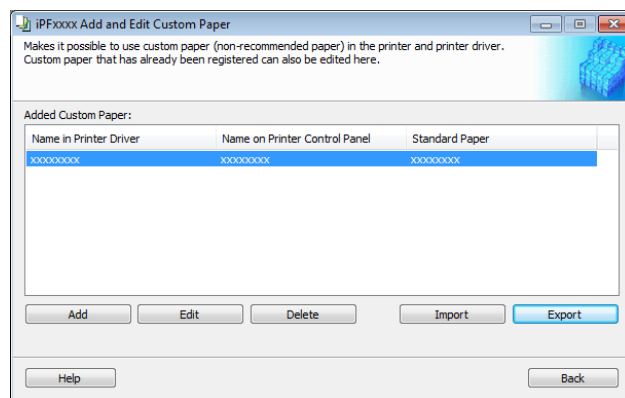 iPFxxxx Add and Edit Custom Paper
Makes it possible to use custom paper (non-recommended paper) in the printer and printer driver.
Custom paper that has already been registered can also be edited here.
Added Custom Paper:
Name in Printer Driver Name on Printer Control Panel Standard Paper
xxxxxxxx xxxxxxxx xxxxxxxx
Add Edit Delete Import Export
Help Back